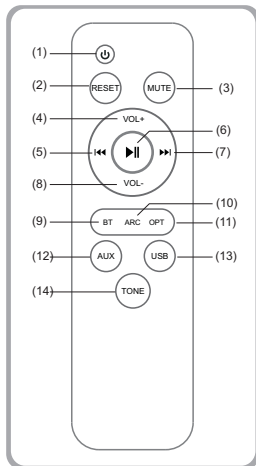 (1)
(2) RESET MUTE (3)
(4) VOL+
(6)
(5) (7)
(8) VOL-
(10)
(9) BT ARC OPT (11)
(12) AUX USB (13)
(14) TONE